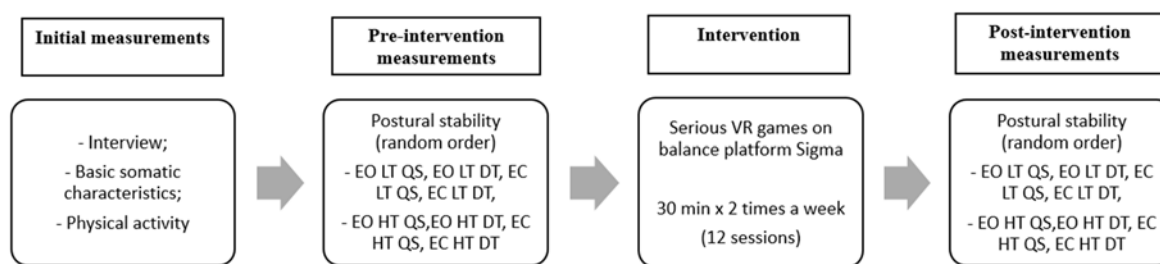 Initial measurements
- Interview;
- Basic somatic
characteristics;
- Physical activity
Pre-intervention
measurements
Postural stability
(random order)
- EO LT QS, EO LT DT, EC
LT QS, EC LT DT,
- EO HT QS,EO HT DT, EC
HT QS, EC HT DT
Intervention
Serious VR games on
balance platform Sigma
30 min x 2 times a week
(12 sessions)
Post-intervention
measurements
Postural stability
(random order)
- EO LT QS, EO LT DT, EC
LT QS, EC LT DT,
- EO HT QS,EO HT DT, EC
HT QS, EC HT DT